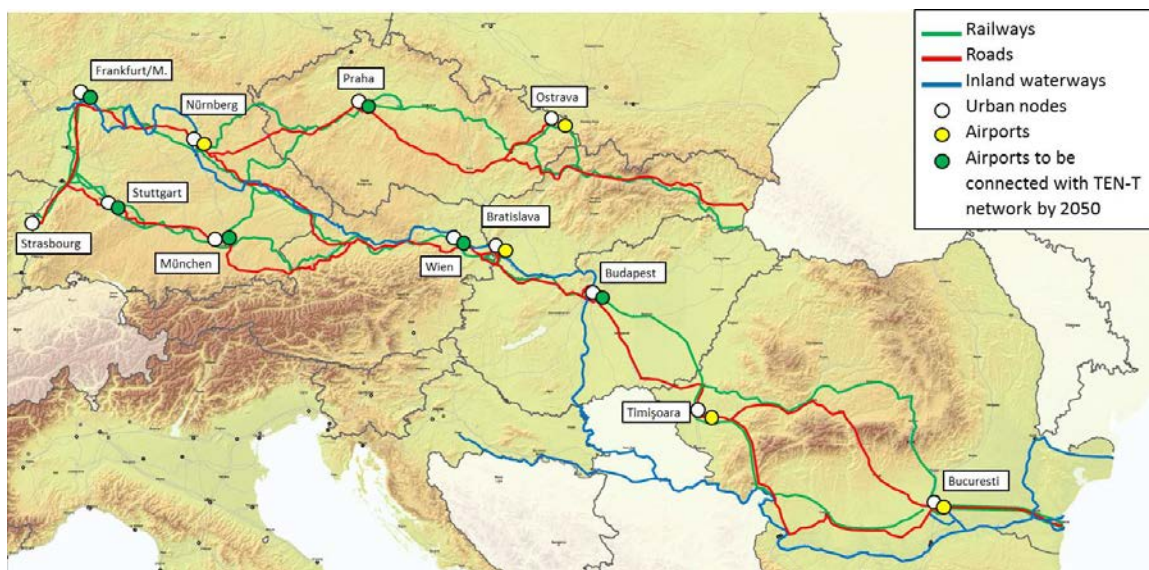 Railways
Roads
Inland waterways
Urban nodes
Airports
Airports to be
connected with TEN-T
network by 2050
Frankfurt/M.
Nürnberg
Praha
Ostrava
Strasbourg
Stuttgart
München
Wien
Bratislava
Budapest
Timişoara
Bucuresti